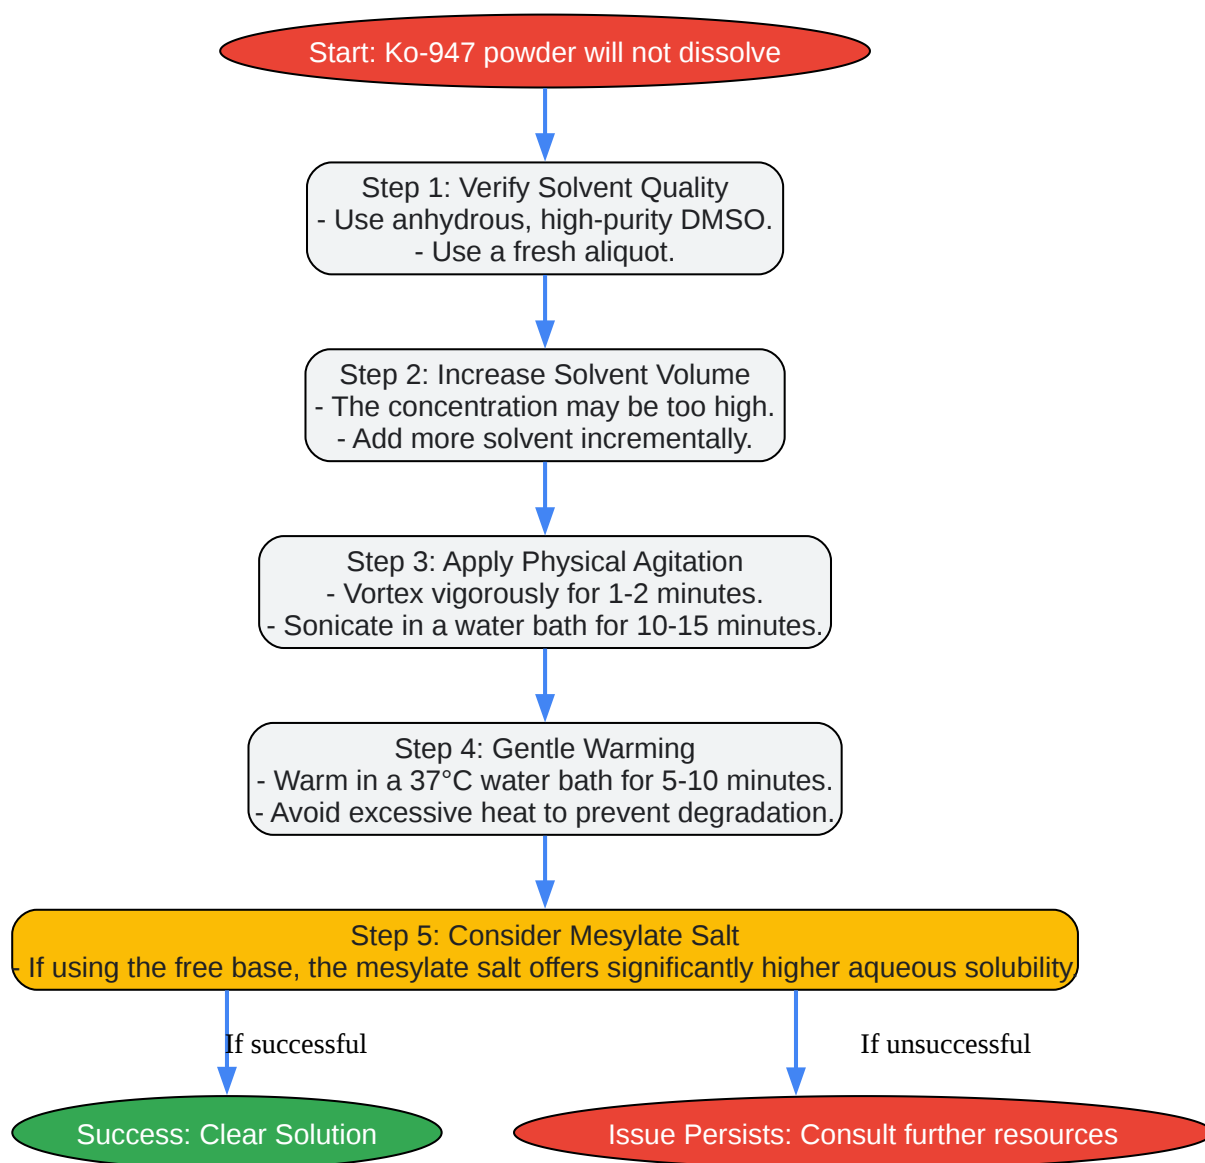 Start: Ko-947 powder will not dissolve
Step 1: Verify Solvent Quality
- Use anhydrous, high-purity DMSO.
- Use a fresh aliquot.
Step 2: Increase Solvent Volume
- The concentration may be too high.
- Add more solvent incrementally.
Step 3: Apply Physical Agitation
- Vortex vigorously for 1-2 minutes.
- Sonicate in a water bath for 10-15 minutes.
Step 4: Gentle Warming
- Warm in a 37°C water bath for 5-10 minutes.
- Avoid excessive heat to prevent degradation.
Step 5: Consider Mesylate Salt
- If using the free base, the mesylate salt offers significantly higher aqueous solubility.
If successful
If unsuccessful
Success: Clear Solution
Issue Persists: Consult further resources